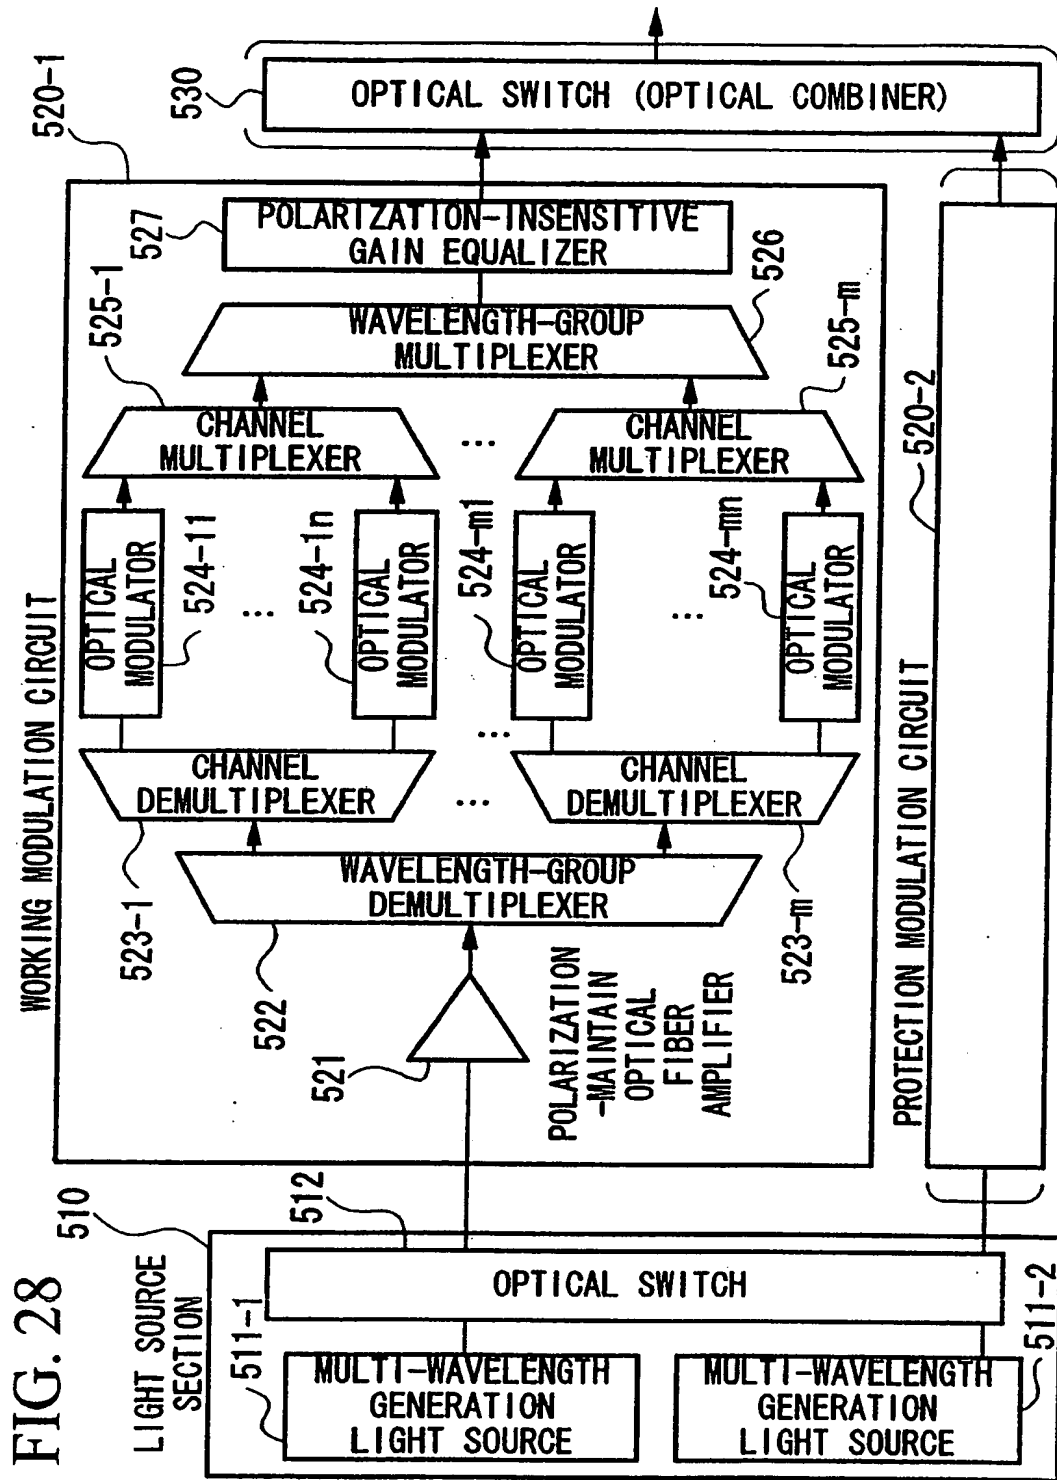 FIG. 28
LIGHT SOURCE
SECTION
510
511-1
MULTI-WAVELENGTH
GENERATION
LIGHT SOURCE
MULTI-WAVELENGTH
GENERATION
LIGHT SOURCE
511-2
OPTICAL SWITCH
512
WORKING MODULATION CIRCUIT
520-1
521
POLARIZATION
-MAINTAIN
OPTICAL
FIBER
AMPLIFIER
522
WAVELENGTH-GROUP
DEMULTIPLEXER
523-1
CHANNEL
DEMULTIPLEXER
...
CHANNEL
DEMULTIPLEXER
523-m
OPTICAL
MODULATOR
524-11
...
524-1n
OPTICAL
MODULATOR
...
524-m1
OPTICAL
MODULATOR
...
524-mn
OPTICAL
MODULATOR
525-1
CHANNEL
MULTIPLEXER
...
CHANNEL
MULTIPLEXER
525-m
WAVELENGTH-GROUP
MULTIPLEXER
526
527
POLARIZATION-INSENSITIVE
GAIN EQUALIZER
530
OPTICAL SWITCH (OPTICAL COMBINER)
PROTECTION MODULATION CIRCUIT
520-2